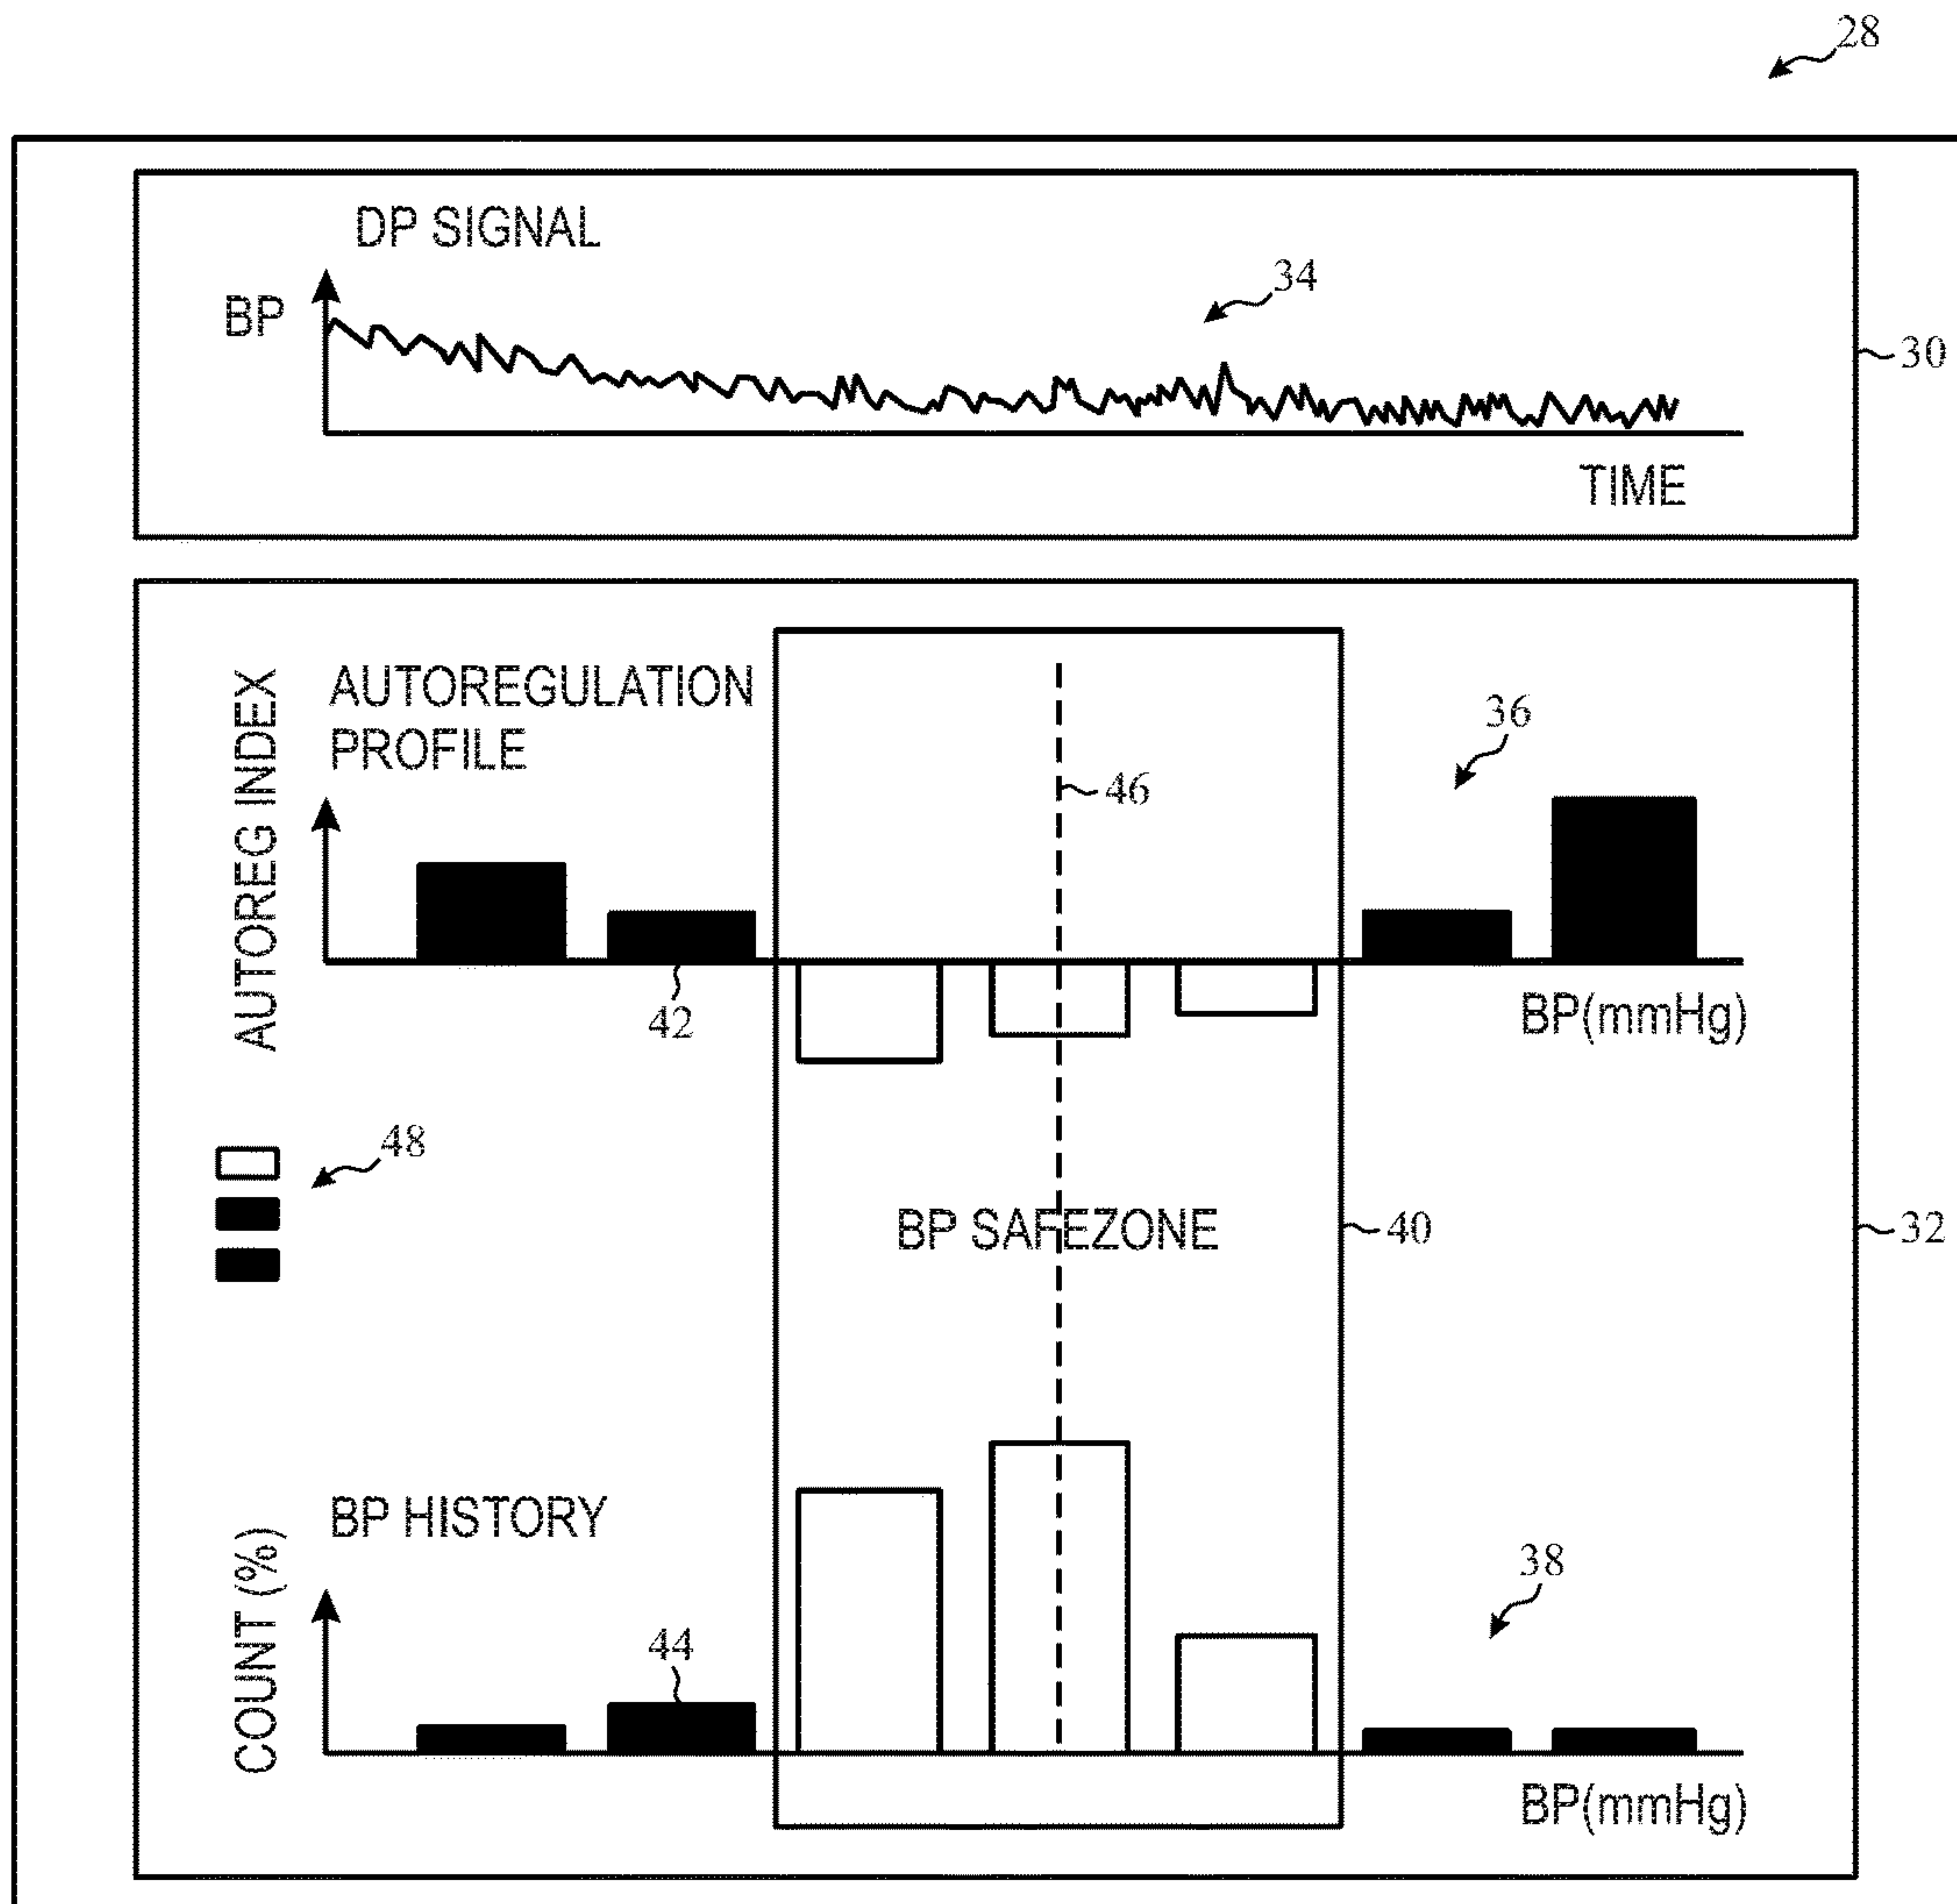 28
DP SIGNAL
BP
34
30
TIME
AUTOREG INDEX
AUTOREGULATION
PROFILE
36
46
42
BP(mmHg)
48
BP SAFEZONE
40
32
BP HISTORY
COUNT (%)
44
38
BP(mmHg)